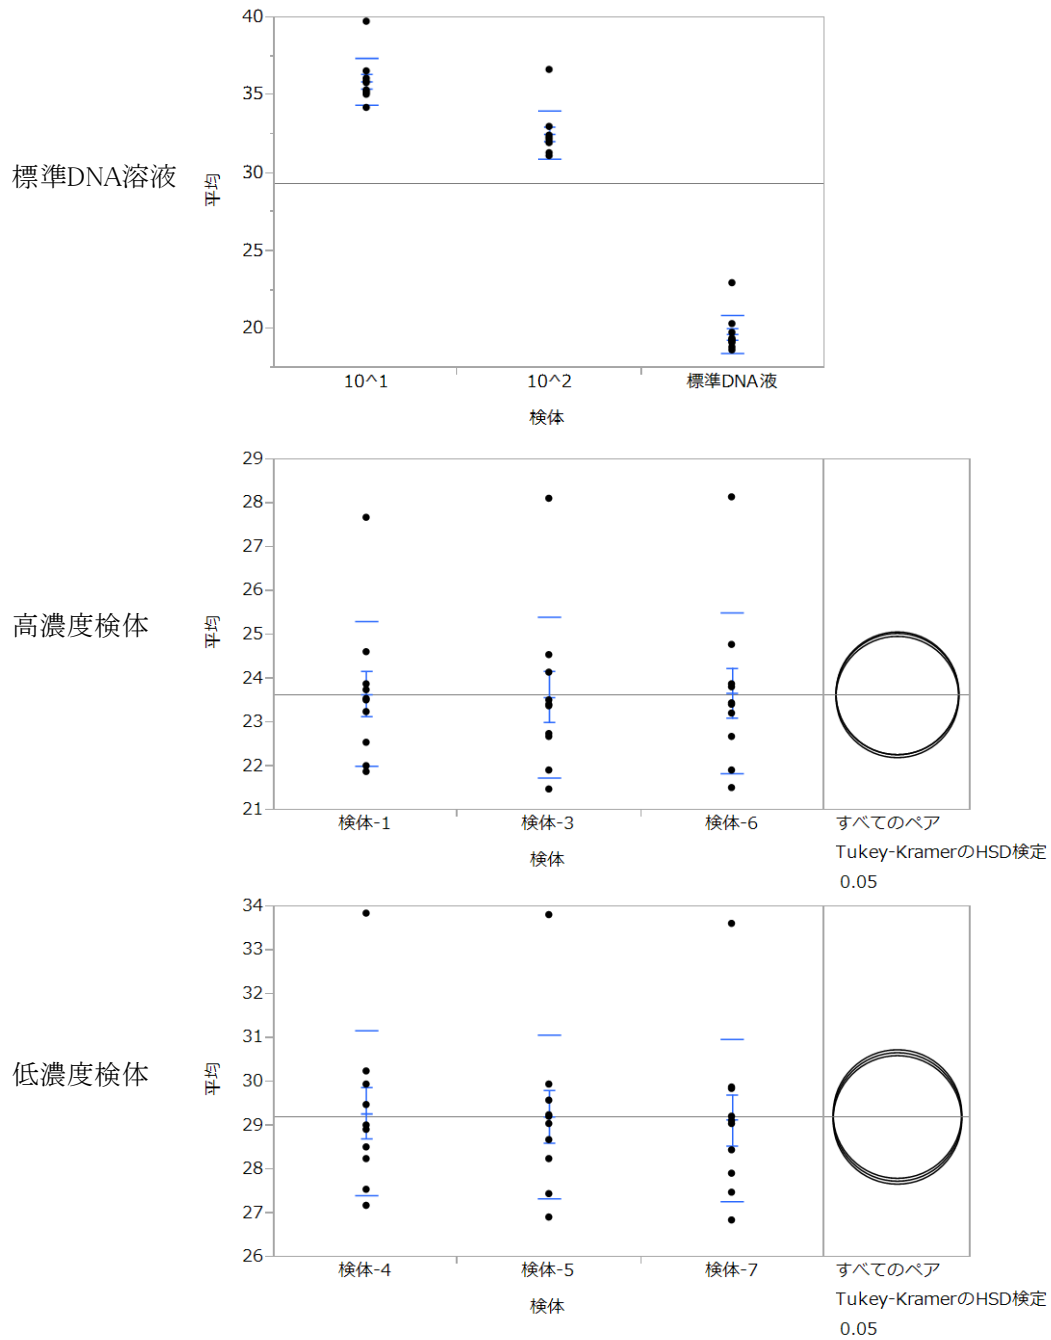 標準DNA溶液
平均
40
35
30
25
20
10^1
10^2
標準DNA液
検体
高濃度検体
平均
29
28
27
26
25
24
23
22
21
検体-1
検体-3
検体-6
検体
すべてのペア
Tukey-KramerのHSD検定
0.05
低濃度検体
平均
34
33
32
31
30
29
28
27
26
検体-4
検体-5
検体-7
検体
すべてのペア
Tukey-KramerのHSD検定
0.05